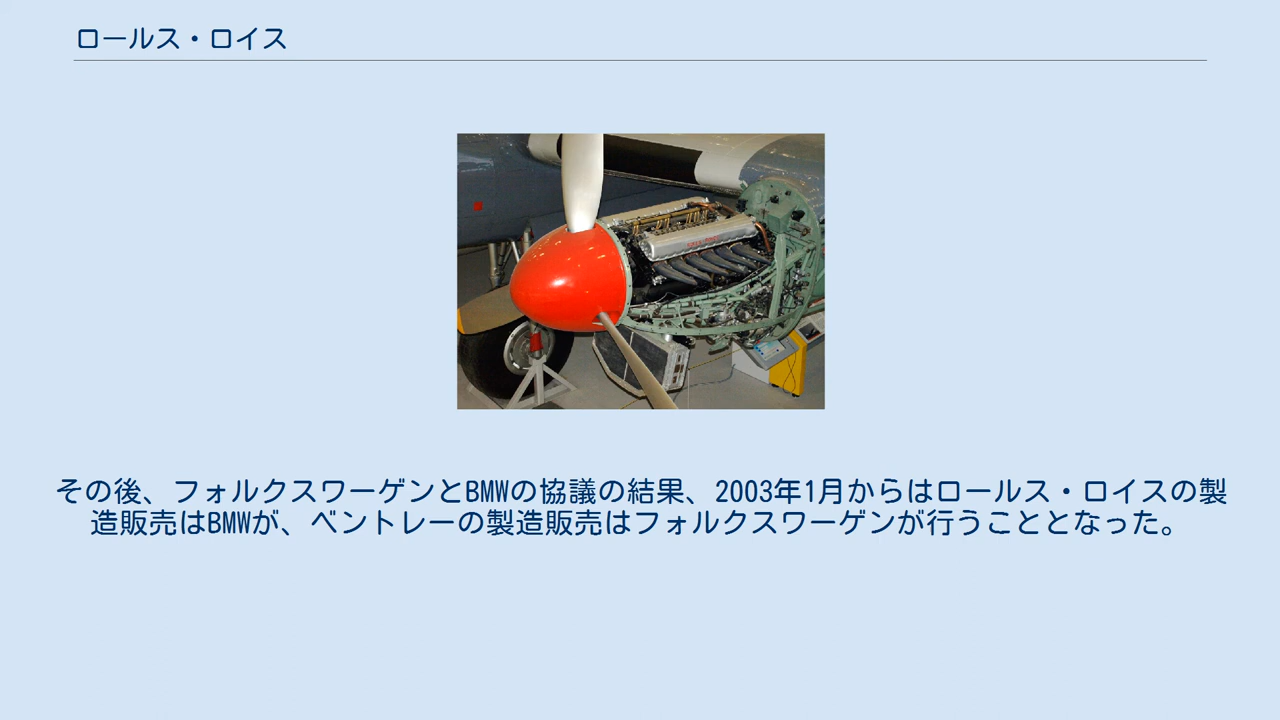 ロールス・ロイス
その後、フォルクスワーゲンとBMWの協議の結果、2003年1月からはロールス・ロイスの製
造販売はBMWが、ベントレーの製造販売はフォルクスワーゲンが行うこととなった。